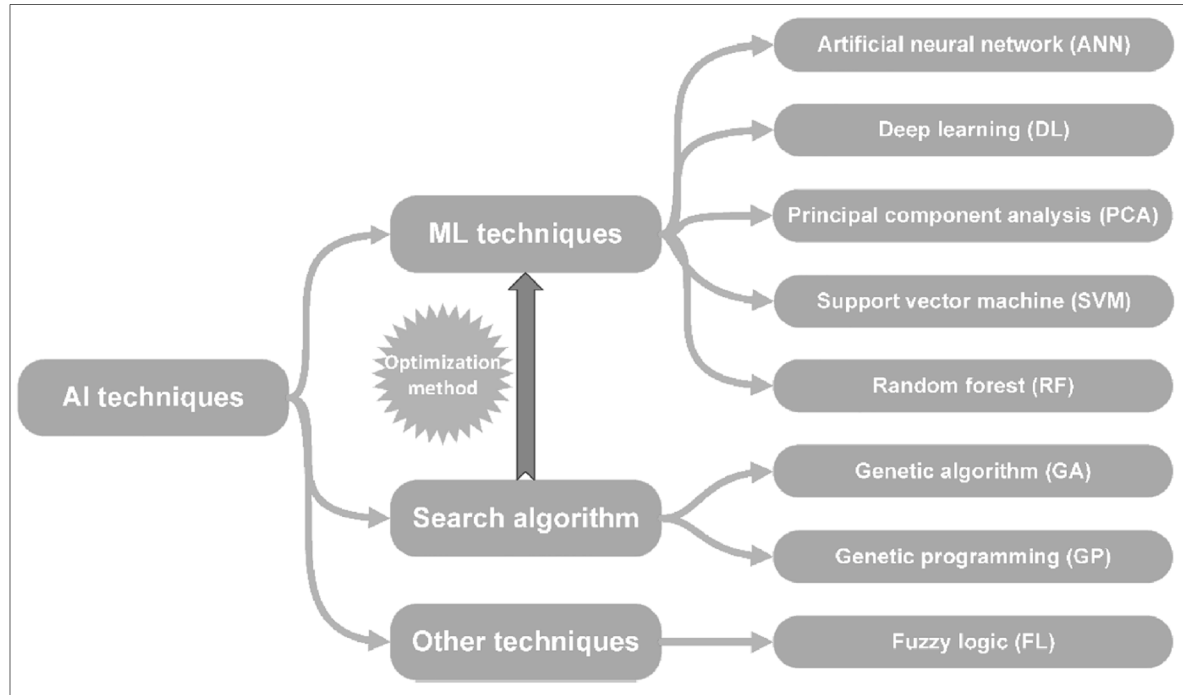 Artificial neural network (ANN)
Deep learning (DL)
Principal component analysis (PCA)
ML techniques
Support vector machine (SVM)
Optimization
method
Random forest (RF)
AI techniques
Genetic algorithm (GA)
Search algorithm
Genetic programming (GP)
Other techniques
Fuzzy logic (FL)